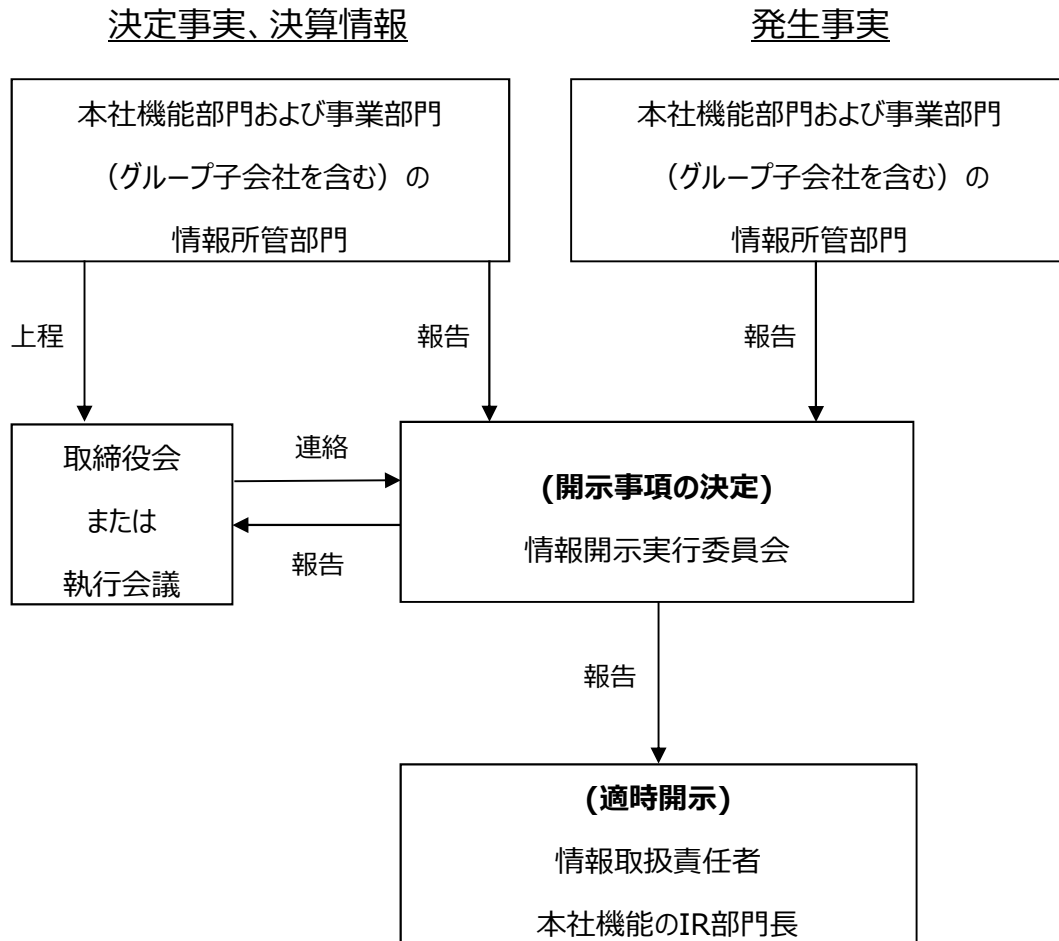 決定事実、決算情報
発生事実
本社機能部門および事業部門
（グループ子会社を含む）の
情報所管部門
本社機能部門および事業部門
（グループ子会社を含む）の
情報所管部門
上程
報告
報告
取締役会
または
執行会議
連絡
報告
(開示事項の決定)
情報開示実行委員会
報告
(適時開示)
情報取扱責任者
本社機能のIR部門長